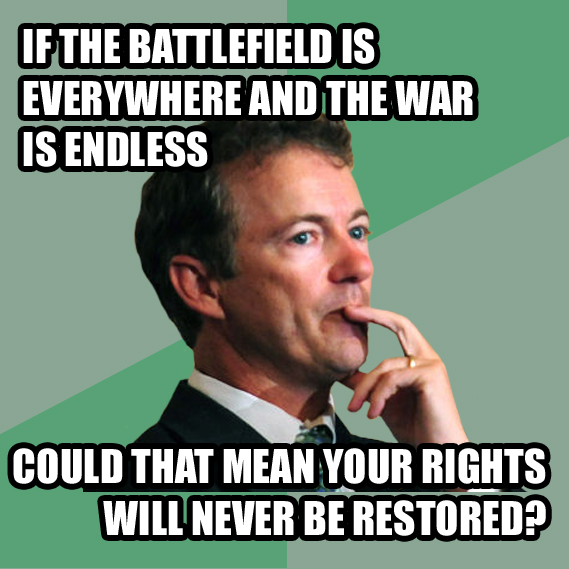 IF THE BATTLEFIELD IS
EVERYWHERE AND THE WAR
IS ENDLESS
COULD THAT MEAN YOUR RIGHTS
WILL NEVER BE RESTORED?